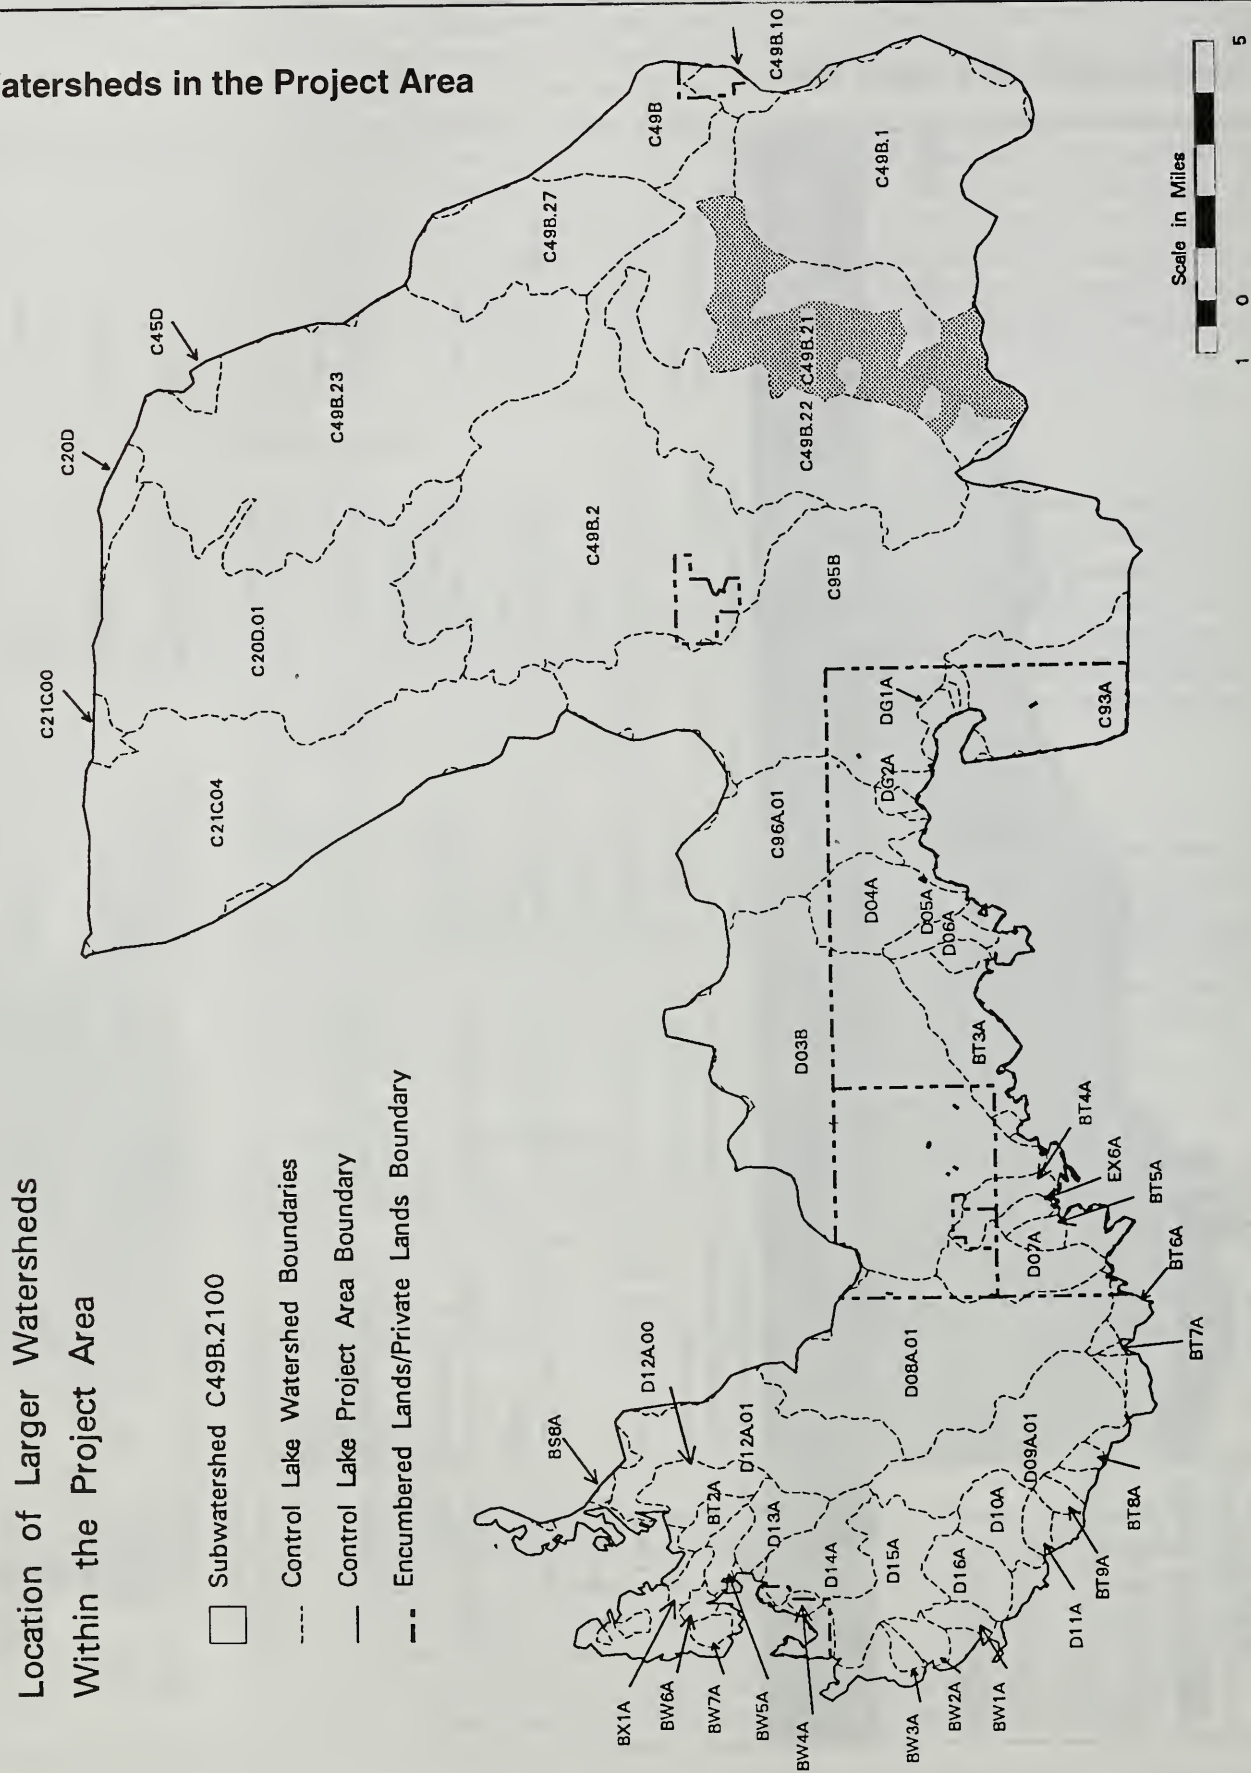 atersheds in the Project Area
Location of Larger Watersheds
Within the Project Area
Subwatershed C49B.2100
Control Lake Watershed Boundaries
Control Lake Project Area Boundary
Encumbered Lands/Private Lands Boundary
C21C.00
C20D
C45D
C49B.10
C49B
C49B.27
C49B.23
C20D.01
C21C.04
C49B.1
C49B.21
C49B.22
C49B.2
C95B
C96A.01
DG1A
DG2A
C93A
D04A
D05A
D06A
D03B
BT3A
BT4A
EX6A
BT5A
D07A
BT6A
BT7A
D08A.01
D12A.00
BS8A
D12A.01
BT2A
D13A
D14A
D15A
D16A
D10A
D09A.01
BT8A
BT9A
D11A
BX1A
BW6A
BW7A
BW5A
BW4A
BW3A
BW2A
BW1A
Scale in Miles
1 0 5